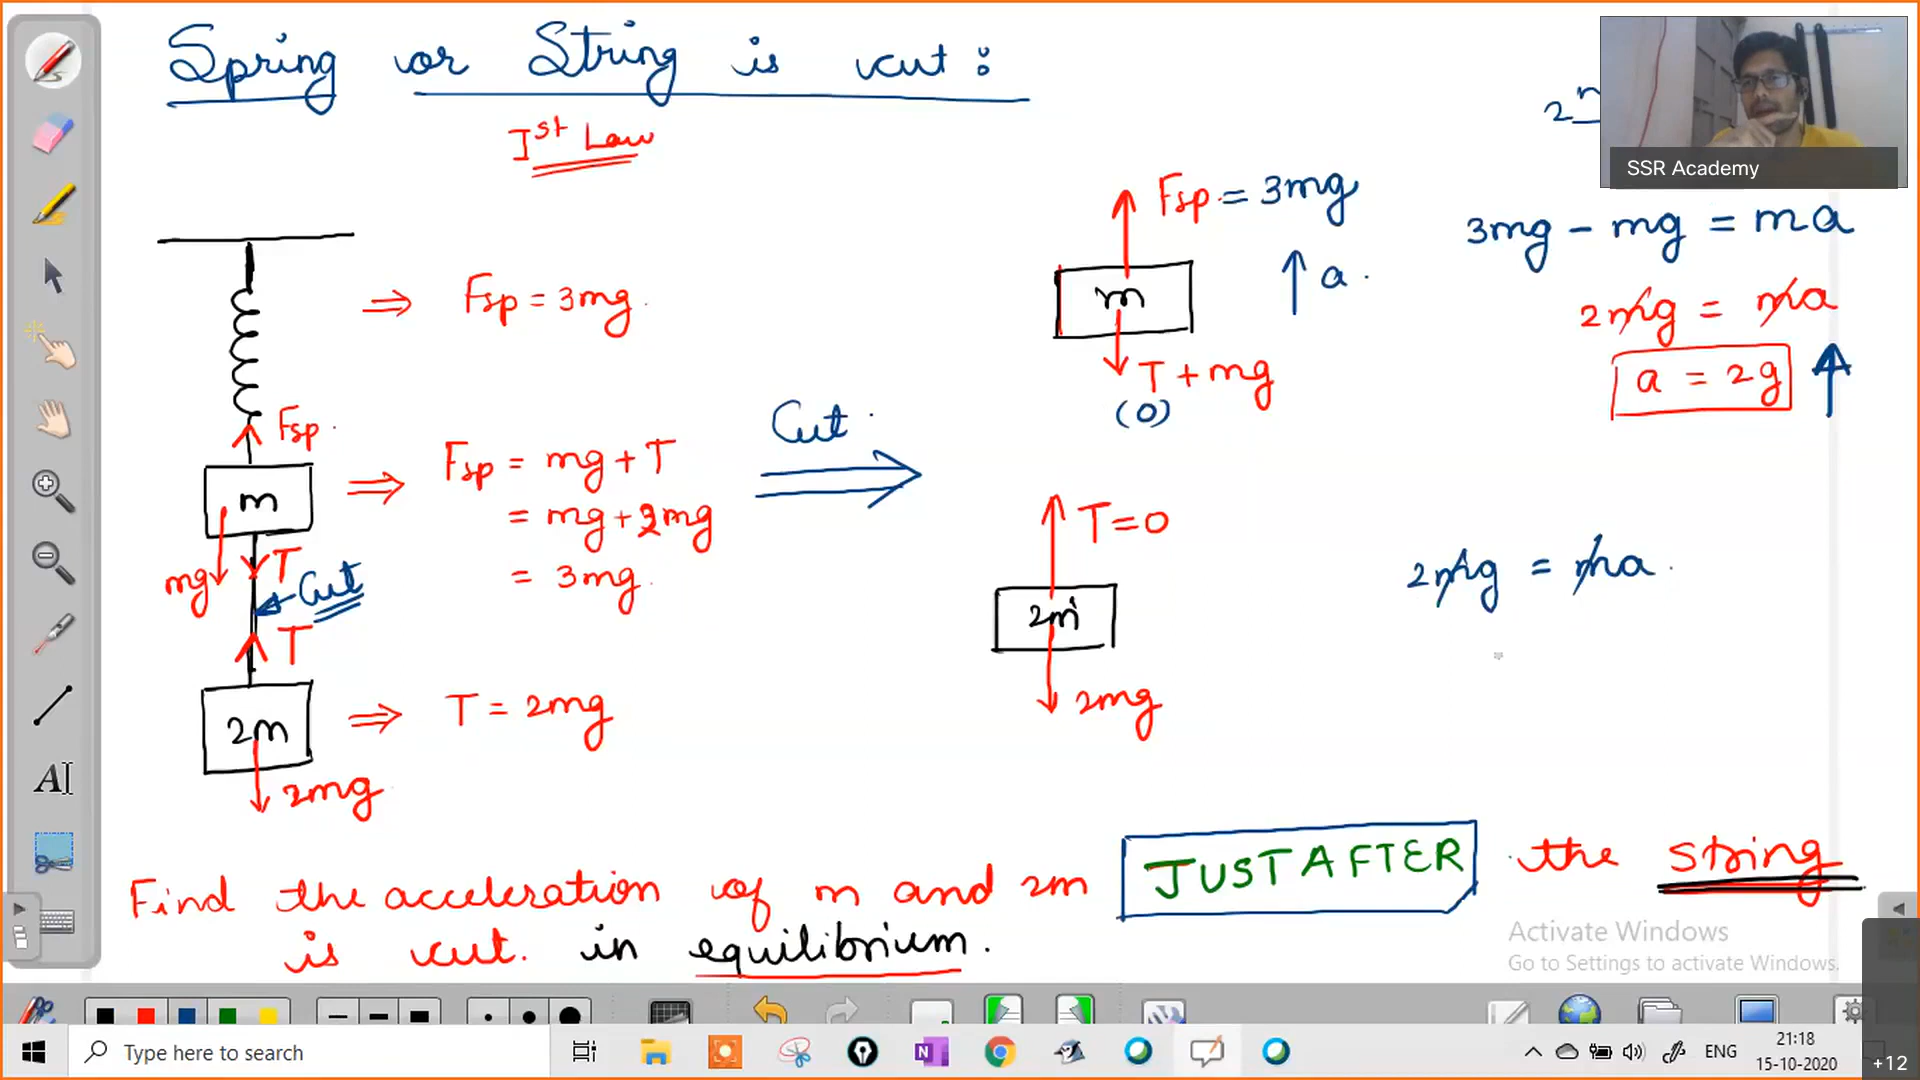 Spring or String is cut :
Ist Law
2
SSR Academy
Fsp = 3mg
Fsp = 3mg
a
m
T + mg
(0)
3mg - mg = ma
2mg = ma
a = 2g
Fsp
m
mg
T
Cut
T
2m
2mg
Fsp = mg + T
= mg + 2mg
= 3mg
T = 2mg
Cut
T = 0
2m
2mg
2mg = ma
Find the acceleration of m and 2m JUST AFTER the string
is cut. in equilibrium.
Activate Windows
Go to Settings to activate Windows.
Type here to search
ENG
21:18
15-10-2020
+12